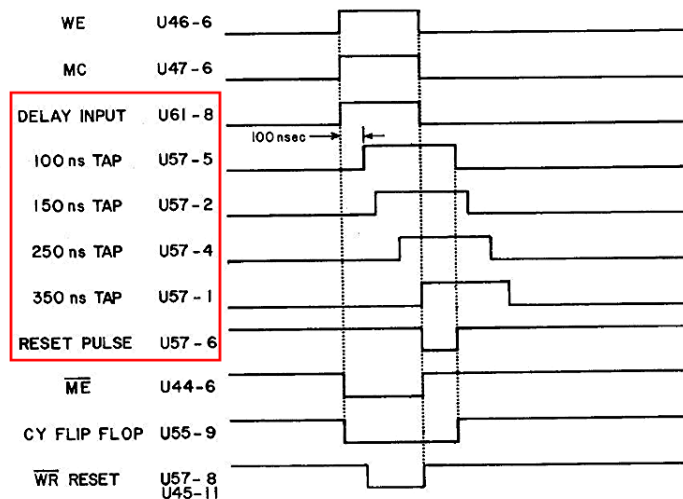 WE U46-6
MC U47-6
DELAY INPUT U61-8
100 nsec
100 ns TAP U57-5
150 ns TAP U57-2
250 ns TAP U57-4
350 ns TAP U57-1
RESET PULSE U57-6
M̅E̅ U44-6
CY FLIP FLOP U55-9
W̅R̅ RESET U57-8
U45-11